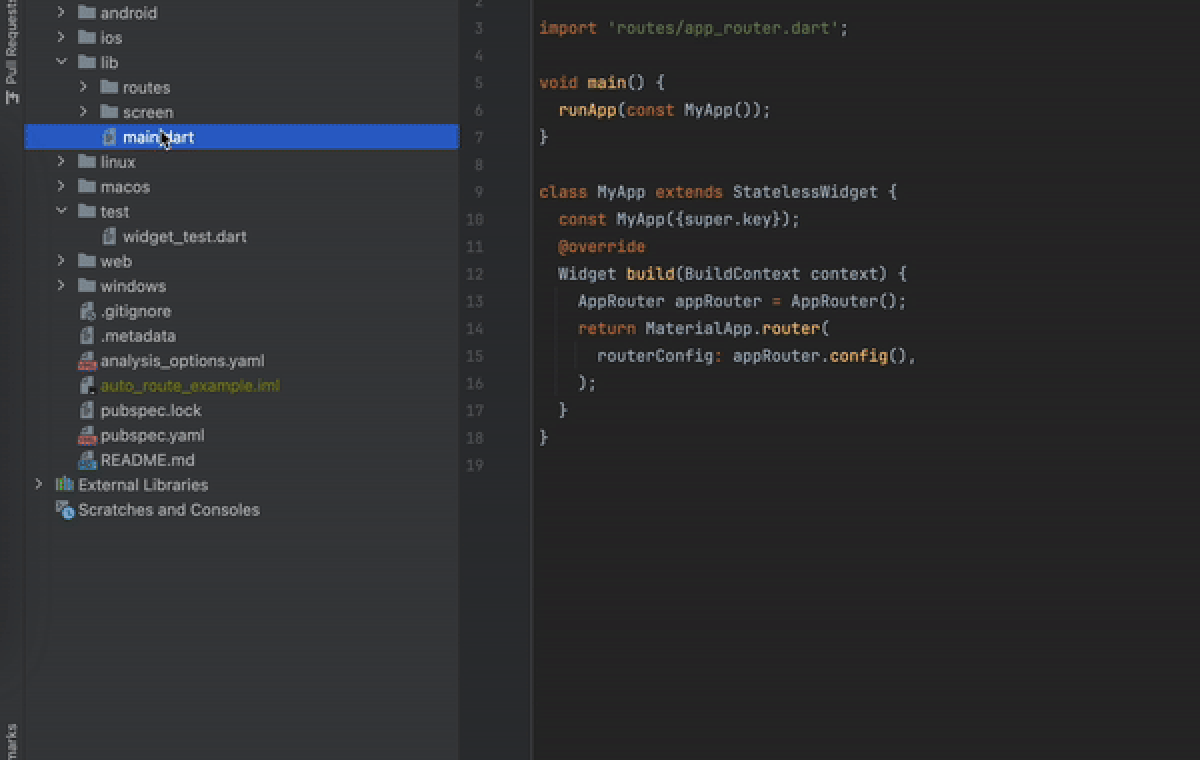 Pull Requests
android
ios
lib
routes
screen
main.dart
linux
macos
test
widget_test.dart
web
windows
.gitignore
.metadata
analysis_options.yaml
auto_route_example.iml
pubspec.lock
pubspec.yaml
README.md
External Libraries
Scratches and Consoles
marks
2
3 import 'routes/app_router.dart';
4
5 void main() {
6 runApp(const MyApp());
7 }
8
9 class MyApp extends StatelessWidget {
10 const MyApp({super.key});
11 @override
12 Widget build(BuildContext context) {
13 AppRouter appRouter = AppRouter();
14 return MaterialApp.router(
15 routerConfig: appRouter.config(),
16 );
17 }
18 }
19